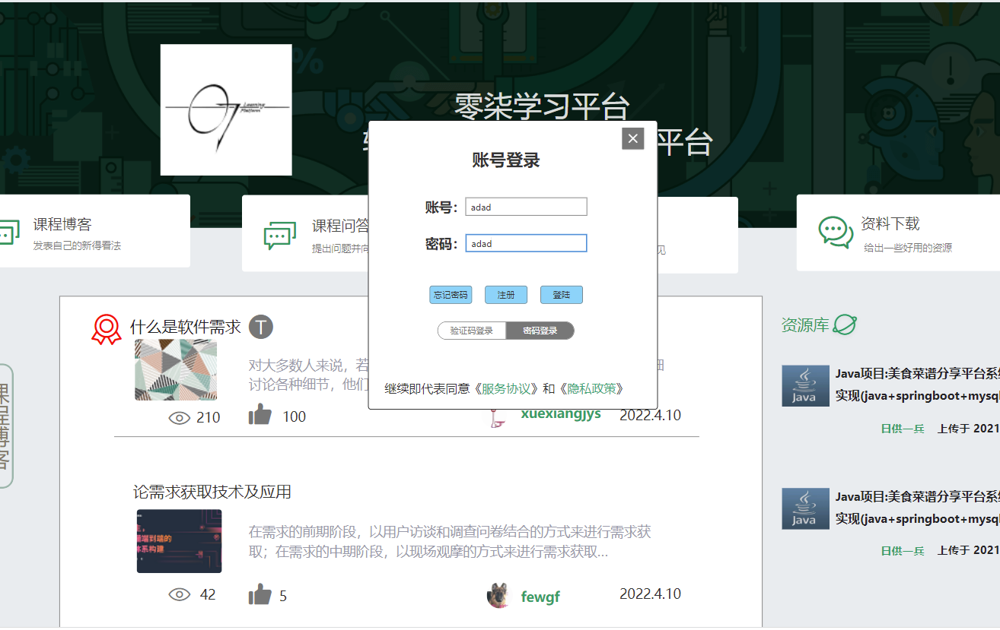 %
Learning
Platform
零柒学习平台
平台
账号登录
账号：
adad
密码：
adad
忘记密码
注册
登陆
验证码登录
密码登录
继续即代表同意《服务协议》和《隐私政策》
课程博客
发表自己的新得看法
课程问答
提出问题并向
见
资料下载
给出一些好用的资源
什么是软件需求
T
对大多数人来说，若
讨论各种细节，他们
210
100
xuexiangjys
2022.4.10
课程博客
论需求获取技术及应用
端到端的
体系构建
在需求的前期阶段，以用户访谈和调查问卷结合的方式来进行需求获
取；在需求的中期阶段，以现场观摩的方式来进行需求获取...
42
5
fewgf
2022.4.10
资源库
Java
Java项目:美食菜谱分享平台系统
实现(java+springboot+mysql
日供一兵
上传于 2021
Java
Java项目:美食菜谱分享平台系统
实现(java+springboot+mysql
日供一兵
上传于 2021